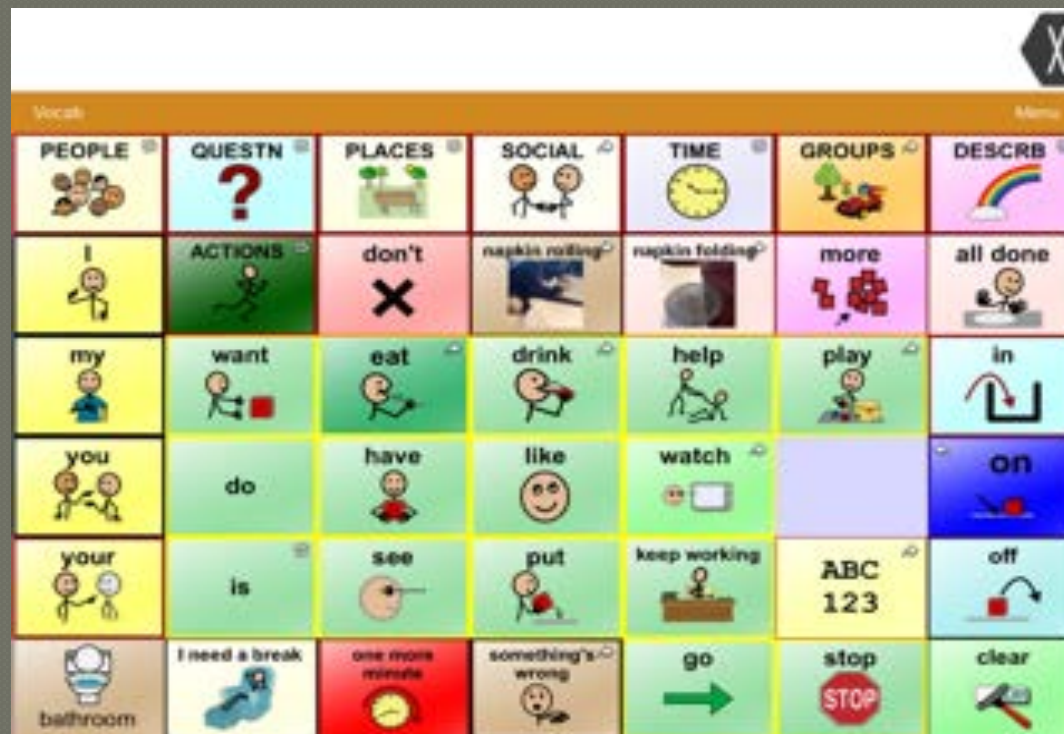 X
Vocab
Menu
PEOPLE QUESTN PLACES SOCIAL TIME GROUPS DESCRB
I ACTIONS don't napkin rolling napkin folding more all done
my want eat drink help play in
you do have like watch on
your is see put keep working ABC off
123
bathroom I need a break one more something's go stop clear
minute wrong
STOP